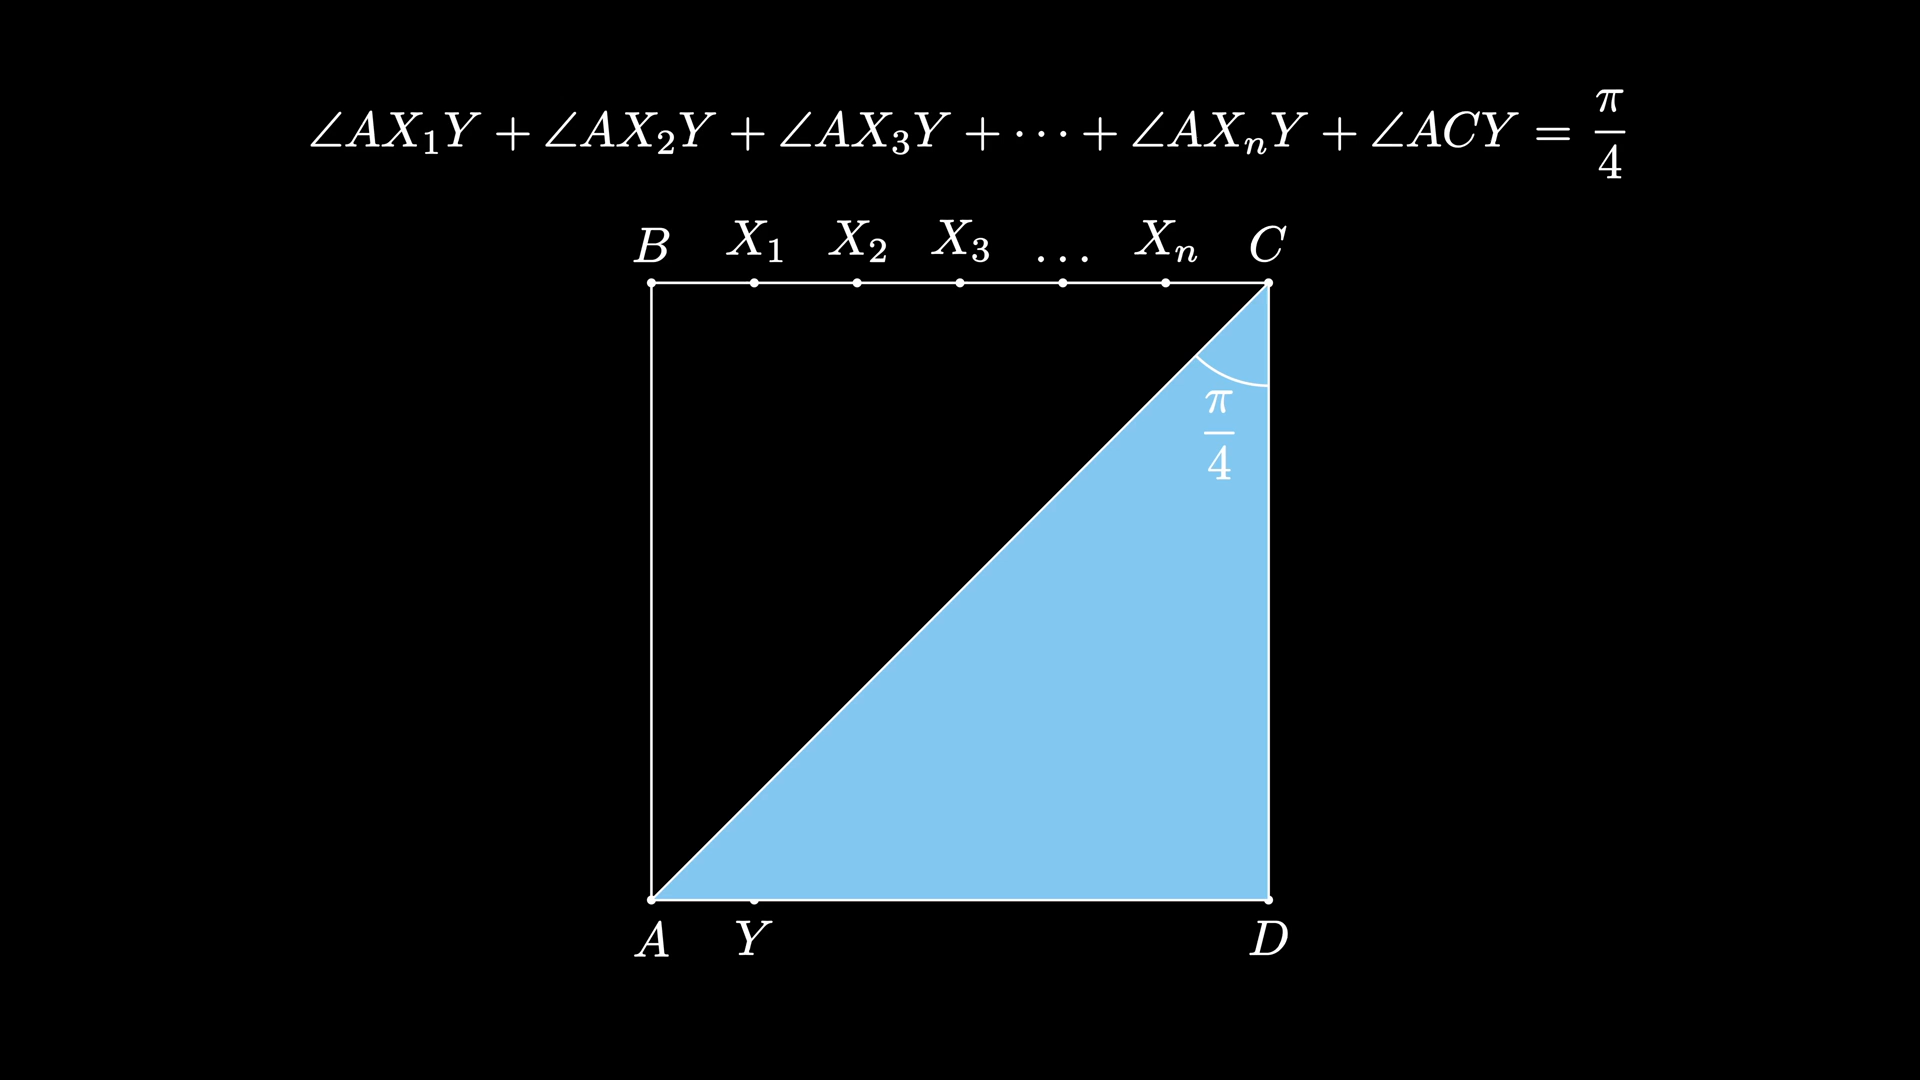 ∠AX₁Y + ∠AX₂Y + ∠AX₃Y + ⋯ + ∠AXₙY + ∠ACY = π/4
B X₁ X₂ X₃ … Xₙ C
π/4
A Y D